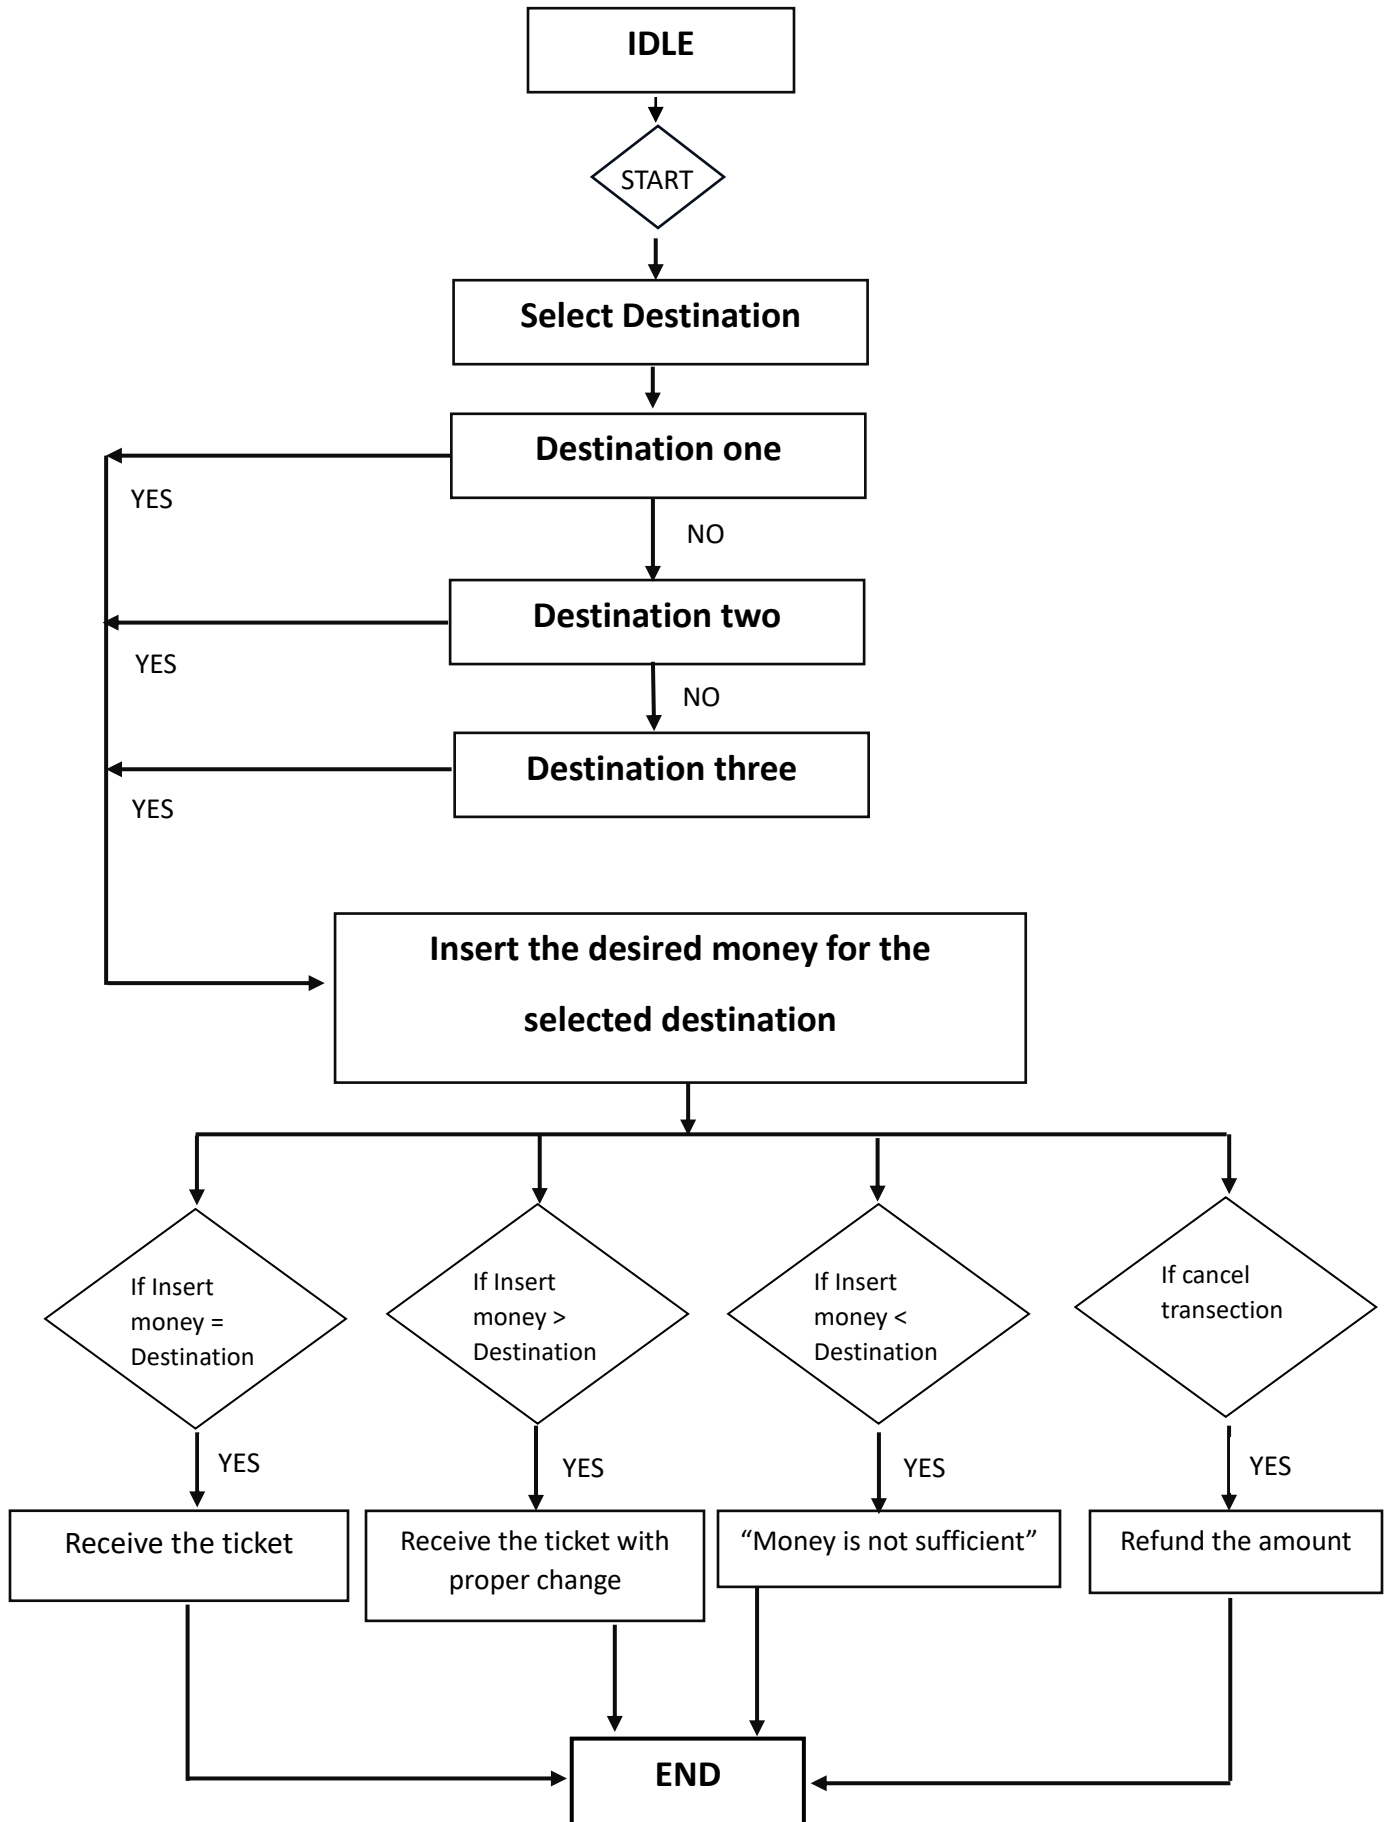 IDLE
START
Select Destination
Destination one
YES
NO
Destination two
YES
NO
Destination three
YES
Insert the desired money for the
selected destination
If Insert
money =
Destination
If Insert
money >
Destination
If Insert
money <
Destination
If cancel
transection
YES
YES
YES
YES
Receive the ticket
Receive the ticket with
proper change
“Money is not sufficient”
Refund the amount
END